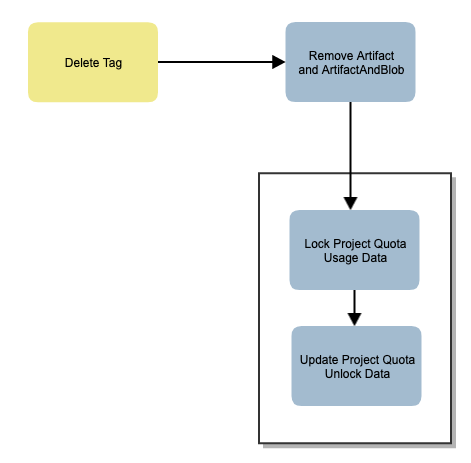 Delete Tag
Remove Artifact
and ArtifactAndBlob
Lock Project Quota
Usage Data
Update Project Quota
Unlock Data